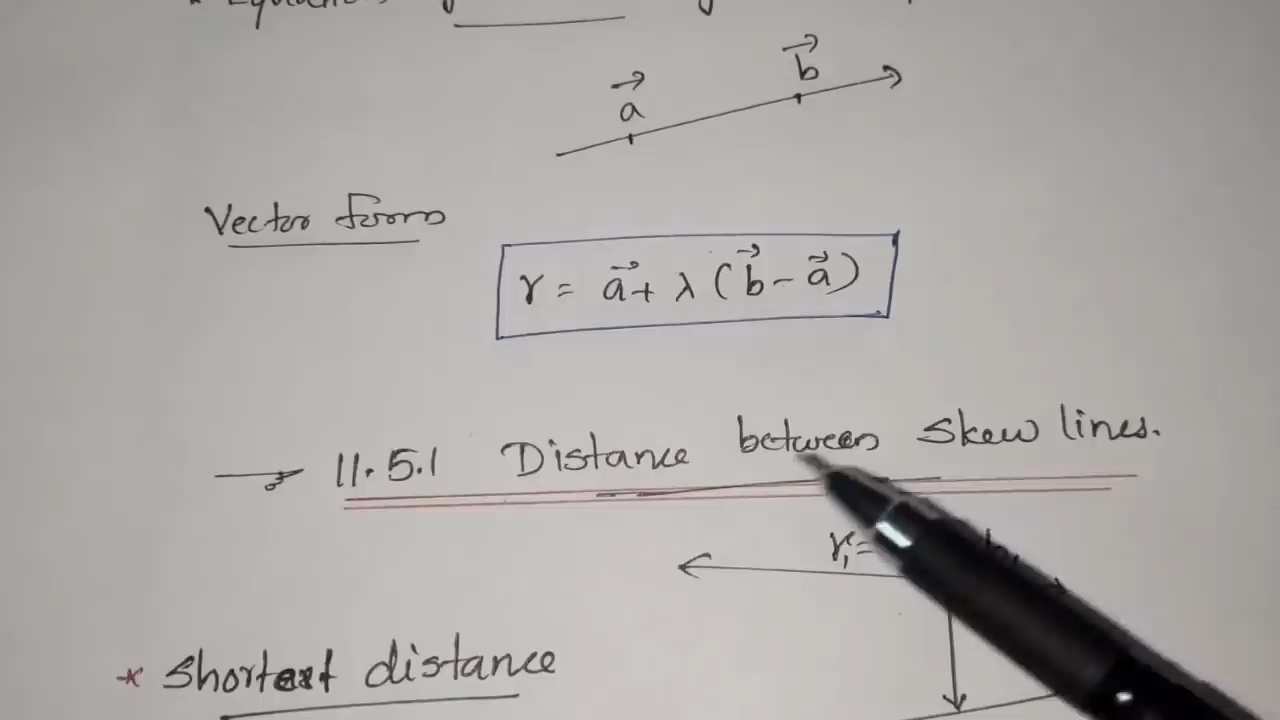 a⃗
b⃗
Vector form
r = a⃗ + λ (b⃗ - a⃗)
→ 11.5.1 Distance between skew lines.
r₁ =
* Shortest distance